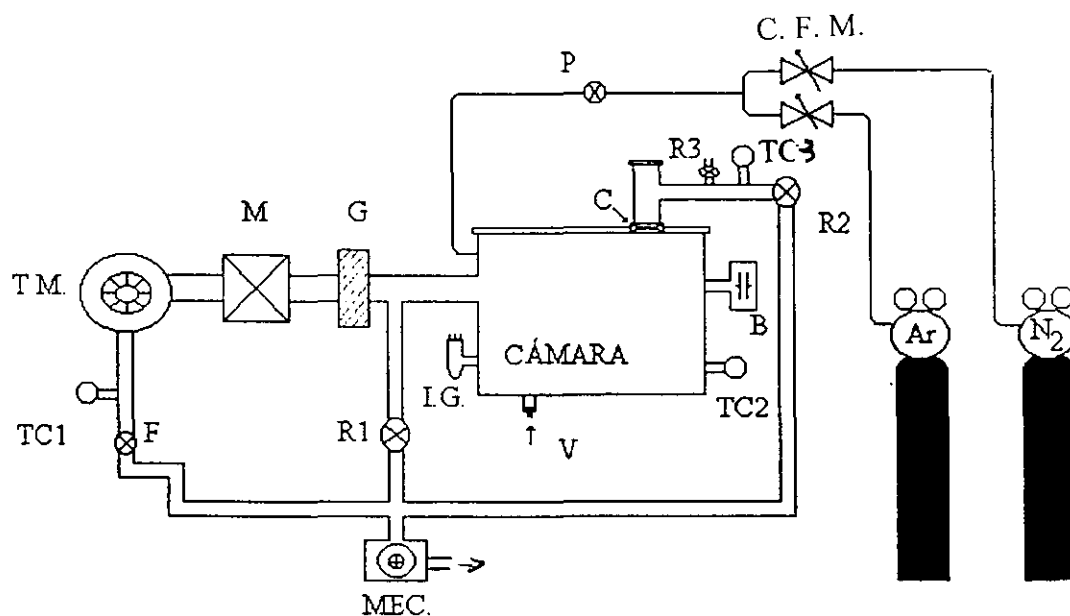 C. F. M.
P
R3
TC3
C
R2
M
G
T M.
B
Ar
N2
CÁMARA
I.G.
TC2
TC1
F
R1
V
MEC.